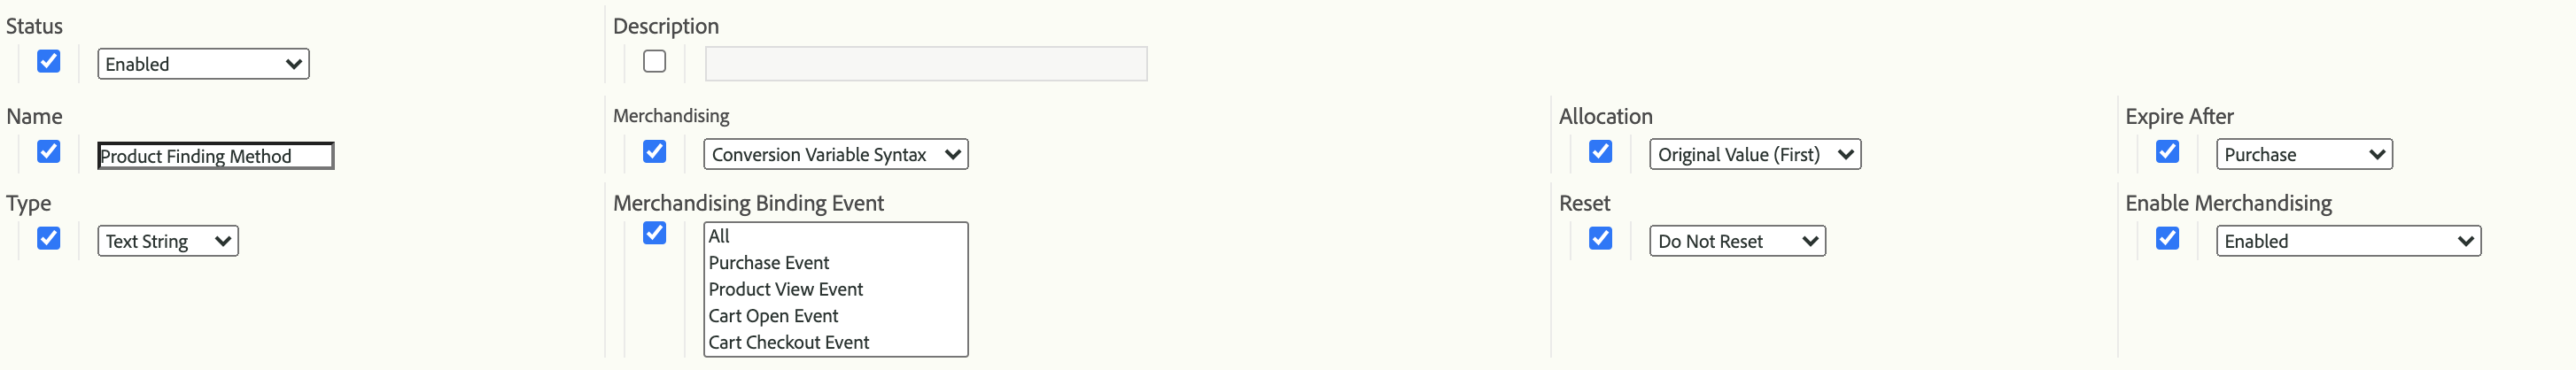 Status
Enabled
Description
Name
Product Finding Method
Merchandising
Conversion Variable Syntax
Allocation
Original Value (First)
Expire After
Purchase
Type
Text String
Merchandising Binding Event
All
Purchase Event
Product View Event
Cart Open Event
Cart Checkout Event
Reset
Do Not Reset
Enable Merchandising
Enabled